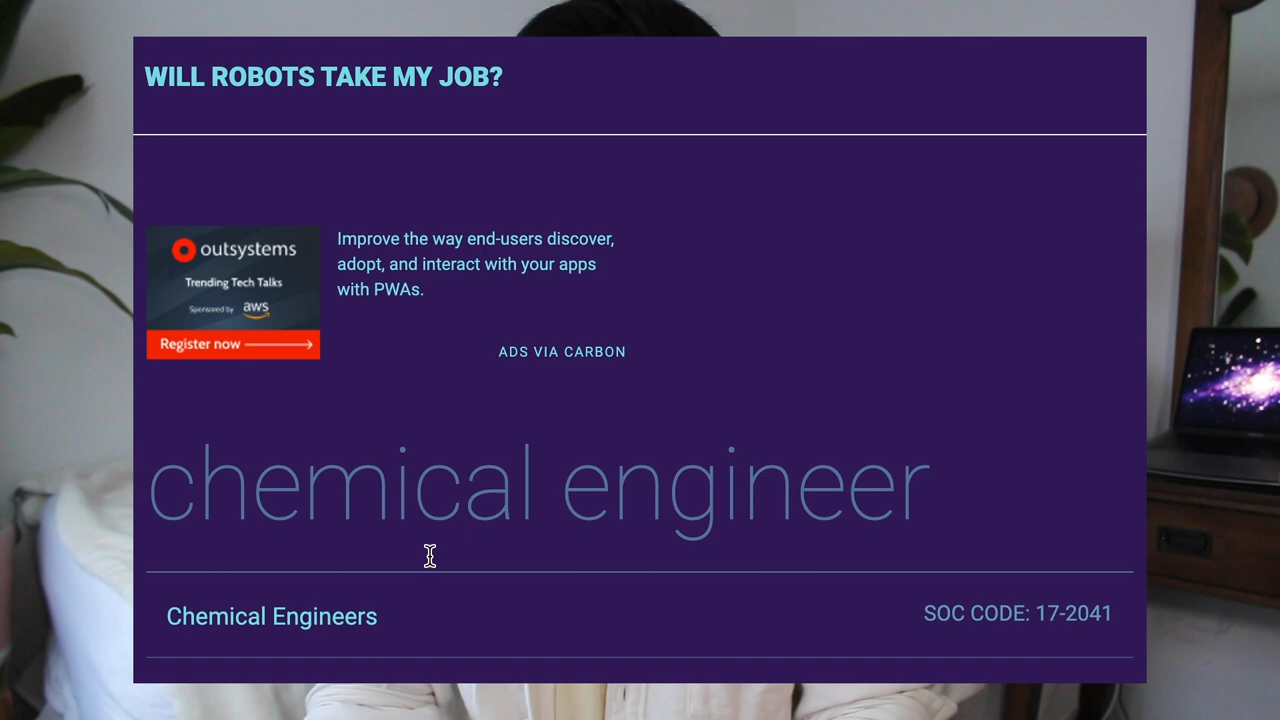 WILL ROBOTS TAKE MY JOB?
outsystems
Trending Tech Talks
Sponsored by aws
Register now
Improve the way end-users discover,
adopt, and interact with your apps
with PWAs.
ADS VIA CARBON
chemical engineer
Chemical Engineers
SOC CODE: 17-2041